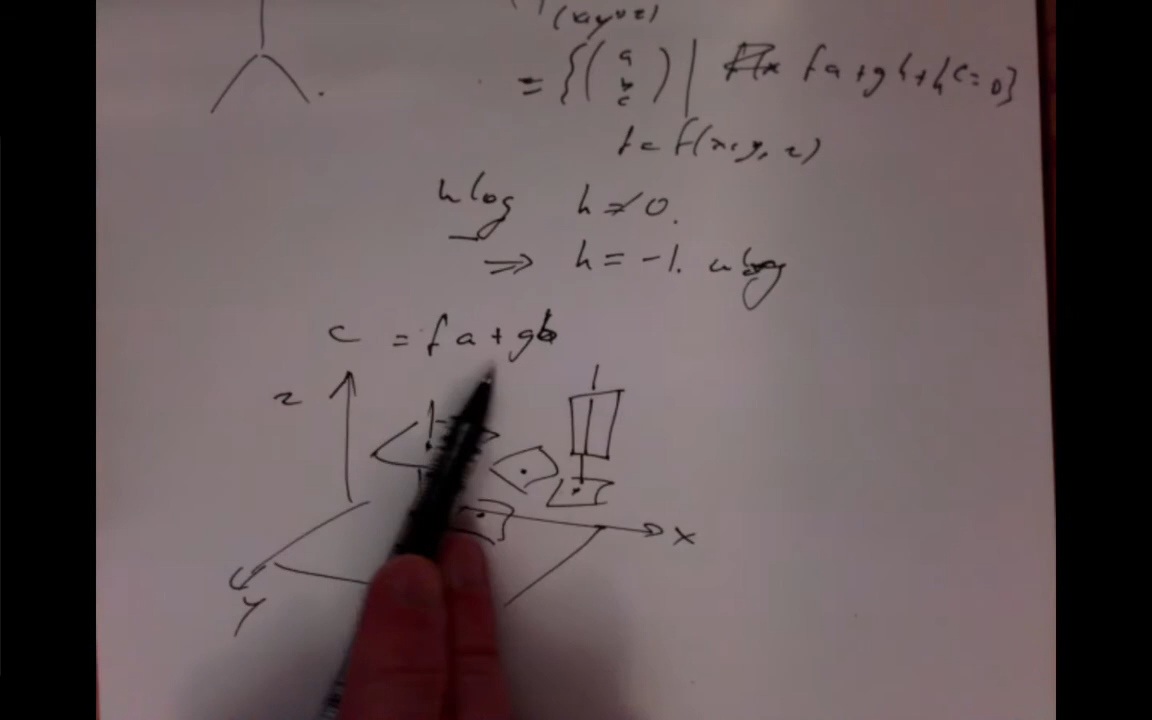 (x,y,z)
= {( a b c ) | fa + gb + hc = 0}
f = f(x, y, z)
wlog h ≠ 0.
⇒ h = -1. wlog
c = fa + gb
z
x
y